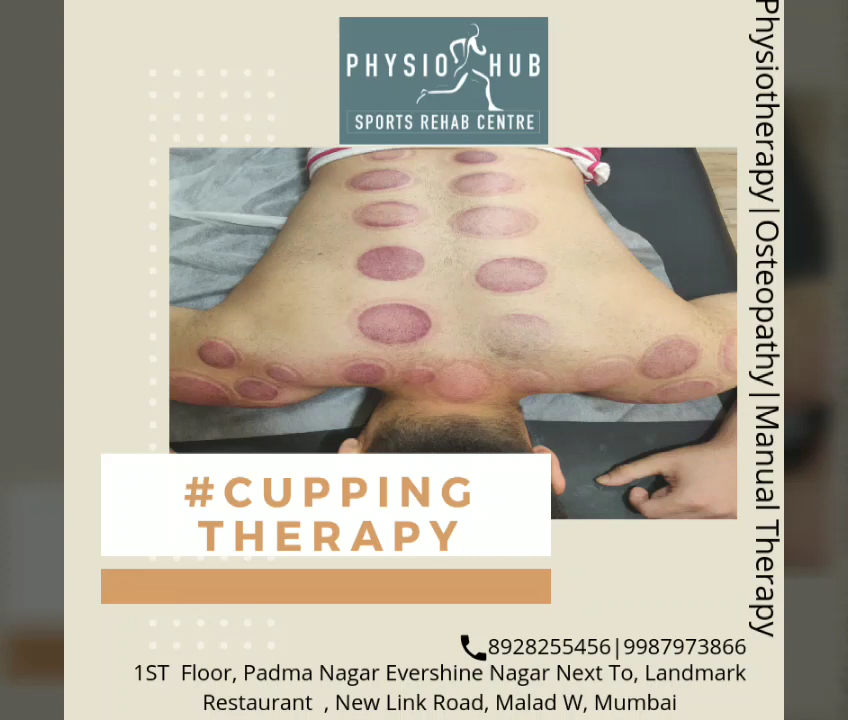 PHYSIO HUB
SPORTS REHAB CENTRE
Physiotherapy|Osteopathy|Manual Therapy
#CUPPING
THERAPY
8928255456|9987973866
1ST Floor, Padma Nagar Evershine Nagar Next To, Landmark
Restaurant , New Link Road, Malad W, Mumbai